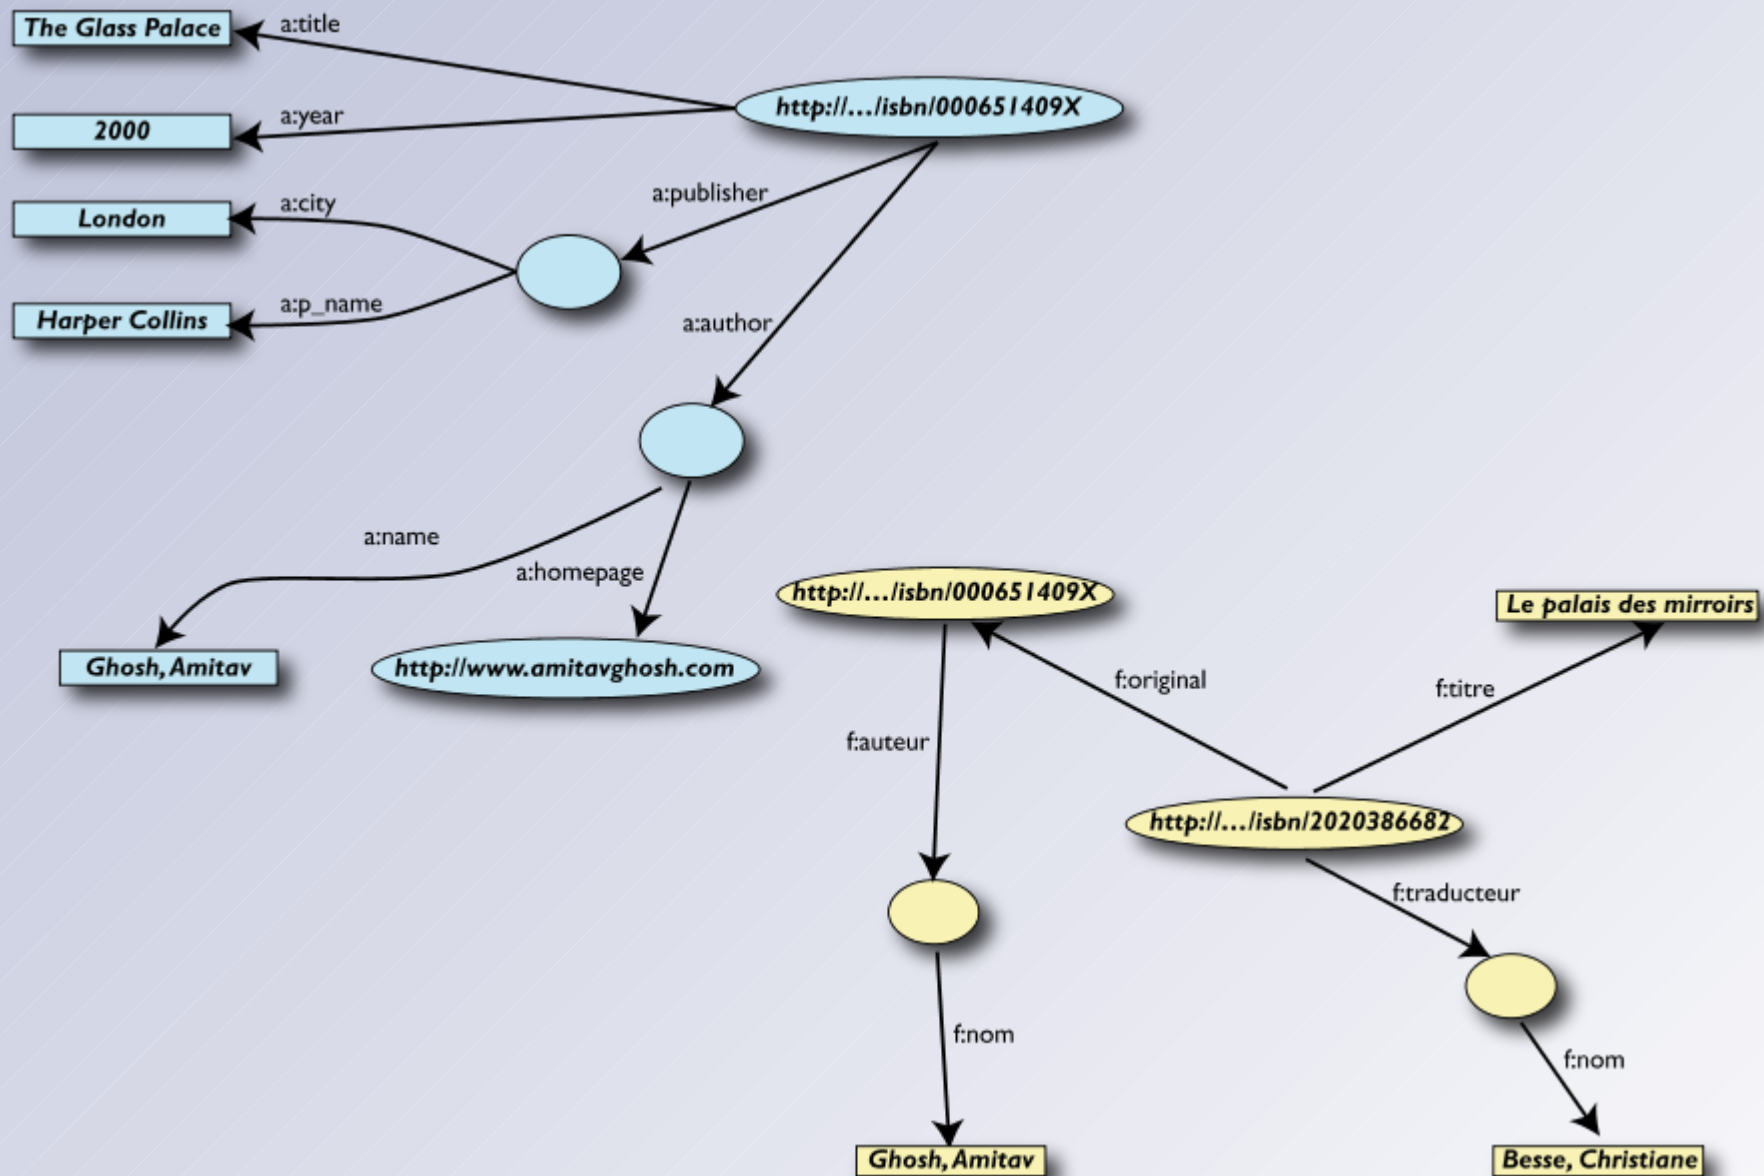 The Glass Palace
a:title
http://.../isbn/000651409X
2000
a:year
London
a:city
a:publisher
Harper Collins
a:p_name
a:author
a:name
a:homepage
Ghosh, Amitav
http://www.amitavghosh.com
http://.../isbn/000651409X
Le palais des mirroirs
f:original
f:titre
f:auteur
http://.../isbn/2020386682
f:traducteur
f:nom
f:nom
Ghosh, Amitav
Besse, Christiane